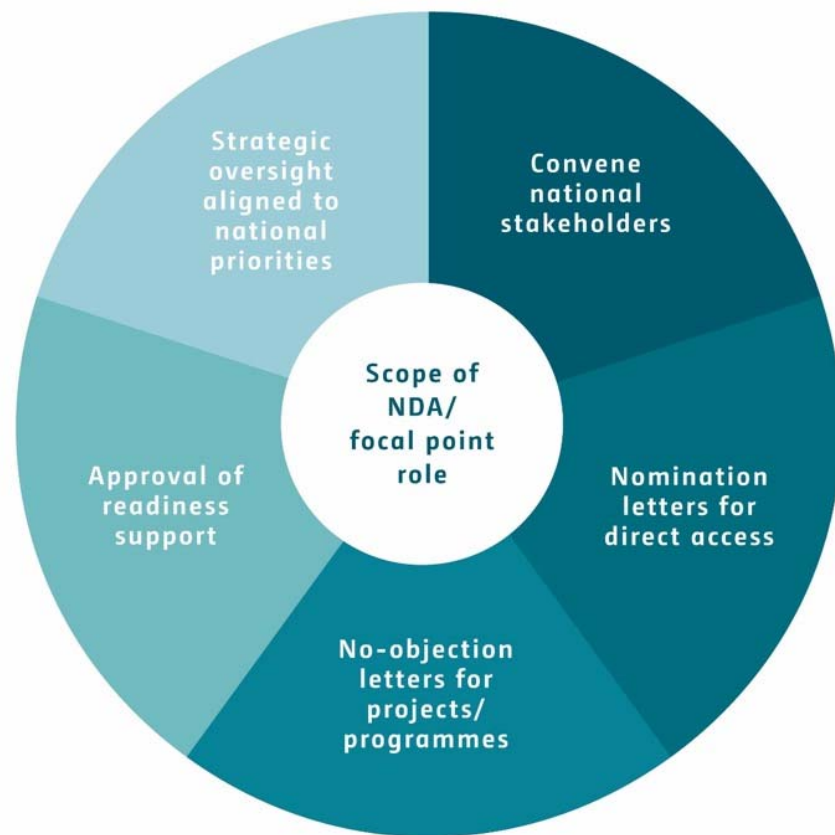 Strategic
oversight
aligned to
national
priorities
Convene
national
stakeholders
Scope of
NDA/
focal point
role
Approval of
readiness
support
Nomination
letters for
direct access
No-objection
letters for
projects/
programmes